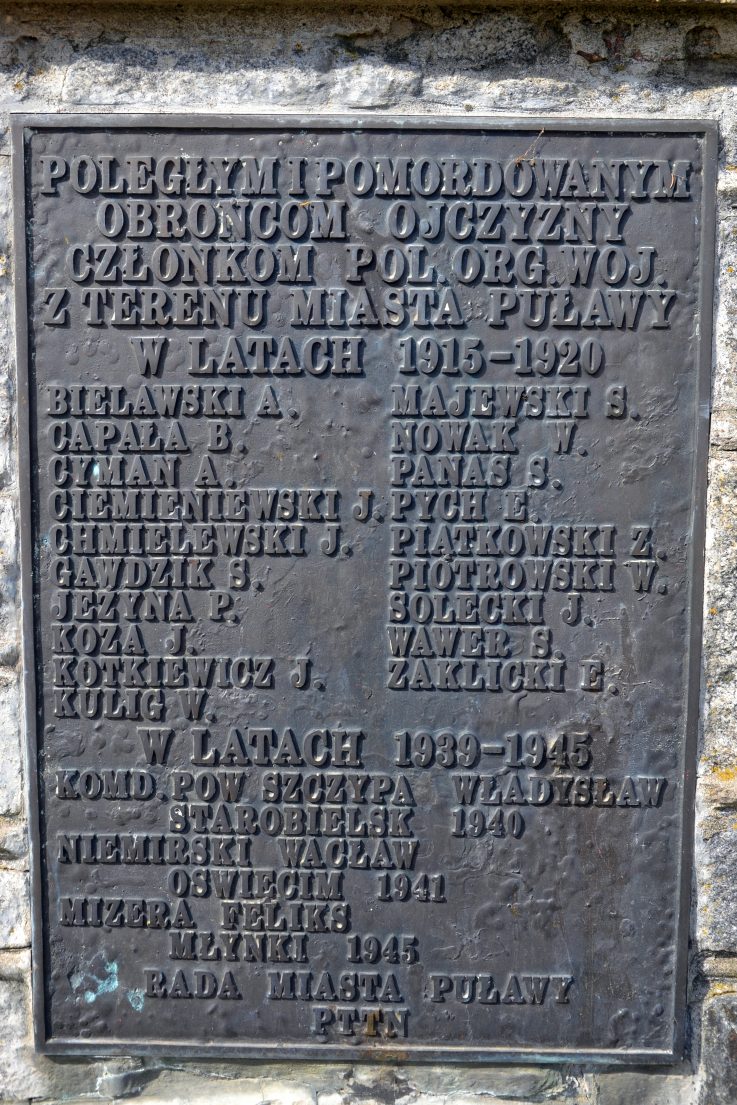 POLEGŁYM I POMORDOWANYM
OBROŃCOM OJCZYZNY
CZŁONKOM POL. ORG. WOJ.
Z TERENU MIASTA PUŁAWY
W LATACH 1915-1920
BIELAWSKI A.
CAPAŁA B.
CYMAN A.
CIEMIENIEWSKI J.
CHMIELEWSKI J.
GAWDZIK S.
JEŻYNA P.
KOZA J.
KOTKIEWICZ J.
KULIG W.
MAJEWSKI S.
NOWAK W.
PANAS S.
PYCH E.
PIĄTKOWSKI Z.
PIOTROWSKI W.
SOLECKI J.
WAWER S.
ZAKLICKI E.
W LATACH 1939-1945
KOMD. POW SZCZYPA WŁADYSŁAW
STAROBIELSK 1940
NIEMIRSKI WACŁAW
OŚWIĘCIM 1941
MIZERA FELIKS
MŁYNKI 1945
RADA MIASTA PUŁAWY
PTTN